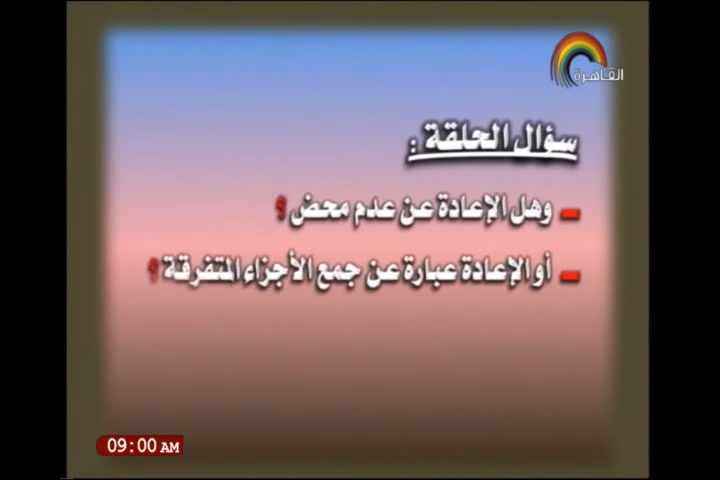 القاهرة
سؤال الحلقة :
- وهل الإعادة عن عدم محض ؟
- أو الإعادة عبارة عن جمع الأجزاء المتفرقة ؟
09:00 AM